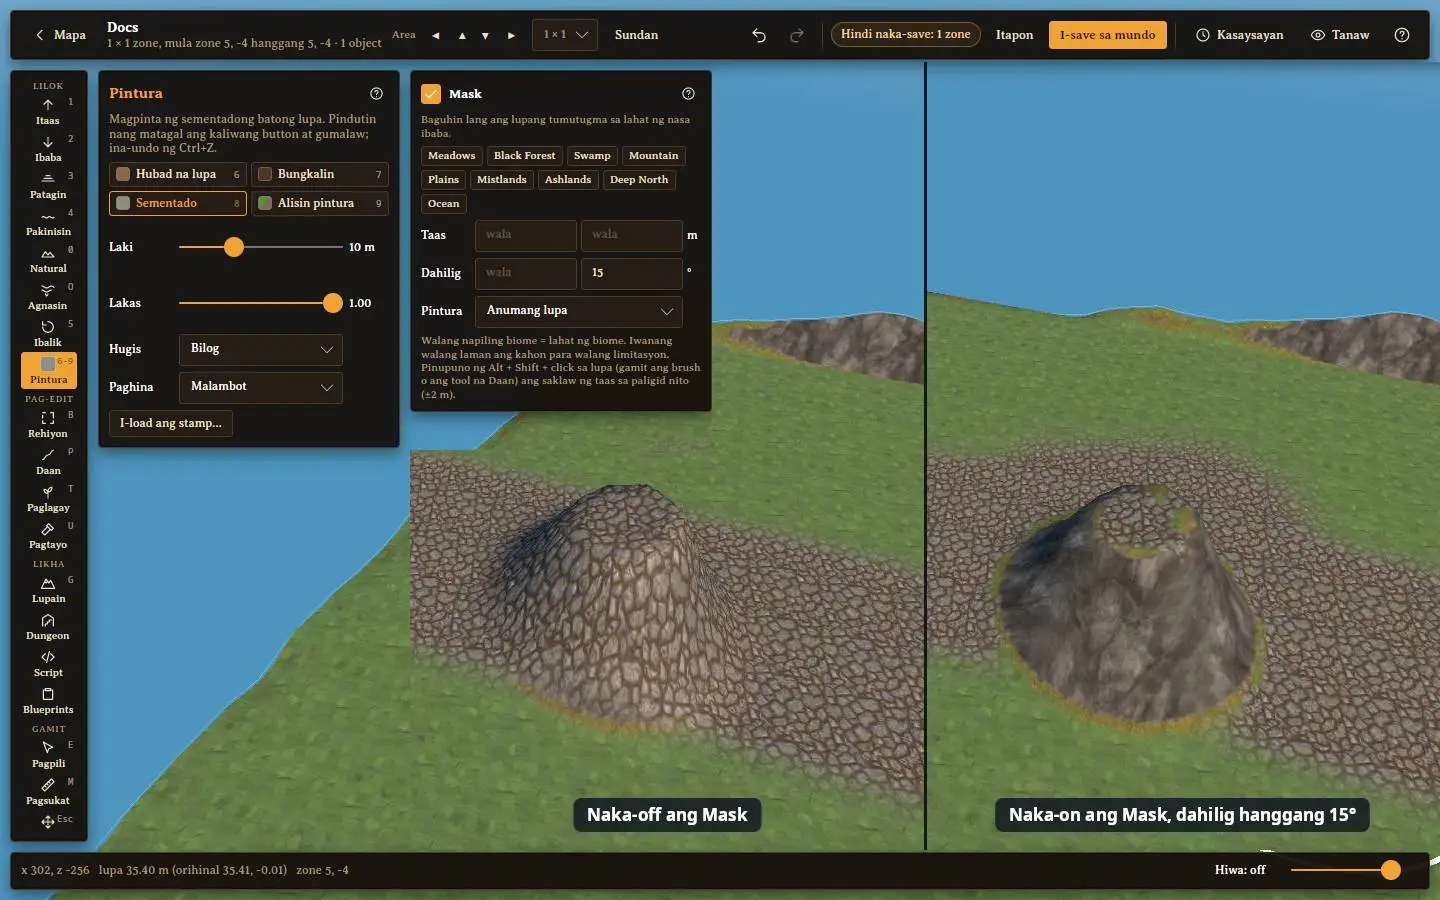 Mapa
Docs
1 × 1 zone, mula zone 5, -4 hanggang 5, -4 · 1 object
Area
1 × 1
Sundan
Hindi naka-save: 1 zone
Itapon
I-save sa mundo
Kasaysayan
Tanaw
LILOK
1
Itaas
2
Ibaba
3
Patagin
4
Pakinisin
0
Natural
O
Agnasin
5
Ibalik
6-9
Pintura
PAG-EDIT
B
Rehiyon
P
Daan
T
Paglagay
U
Pagtayo
LIKHA
G
Lupain
Dungeon
Script
Blueprints
GAMIT
E
Pagpili
M
Pagsukat
Esc
Pintura
Magpinta ng sementadong batong lupa. Pindutin
nang matagal ang kaliwang button at gumalaw;
ina-undo ng Ctrl+Z.
Hubad na lupa 6
Bungkalin 7
Sementado 8
Alisin pintura 9
Laki 10 m
Lakas 1.00
Hugis Bilog
Paghina Malambot
I-load ang stamp...
Mask
Baguhin lang ang lupang tumutugma sa lahat ng nasa
ibaba.
Meadows Black Forest Swamp Mountain
Plains Mistlands Ashlands Deep North
Ocean
Taas wala wala m
Dahilig wala 15 °
Pintura Anumang lupa
Walang napiling biome = lahat ng biome. Iwanang
walang laman ang kahon para walang limitasyon.
Pinupuno ng Alt + Shift + click sa lupa (gamit ang brush
o ang tool na Daan) ang saklaw ng taas sa paligid nito
(±2 m).
Naka-off ang Mask
Naka-on ang Mask, dahilig hanggang 15°
x 302, z -256 lupa 35.40 m (orihinal 35.41, -0.01) zone 5, -4
Hiwa: off